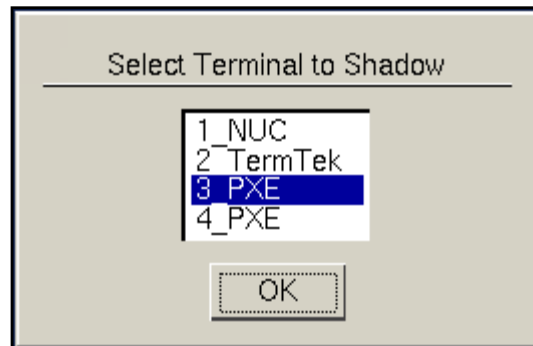 Select Terminal to Shadow
1_NUC
2_TermTek
3_PXE
4_PXE
OK